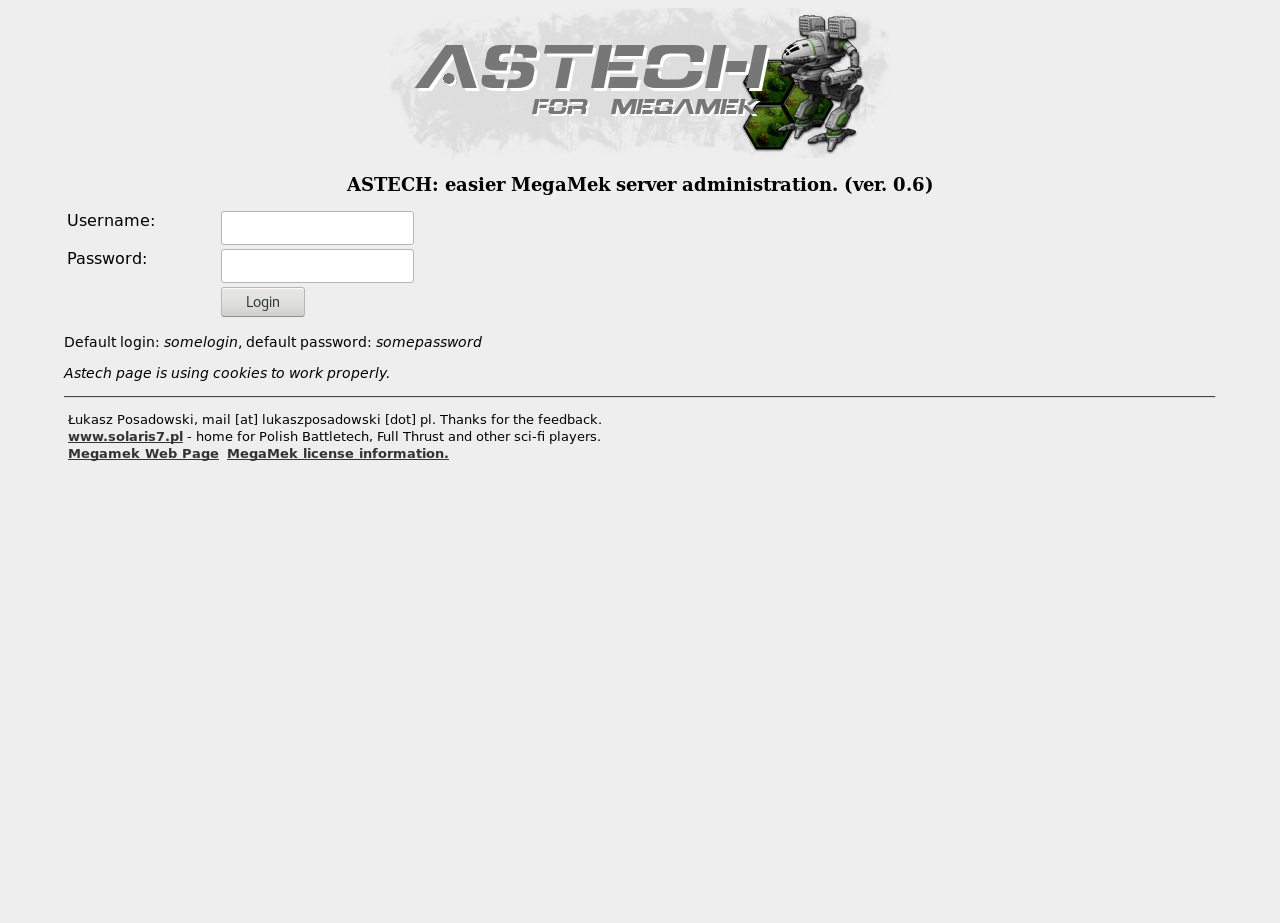 ASTECH
FOR MEGAMEK
ASTECH: easier MegaMek server administration. (ver. 0.6)
Username:
Password:
Login
Default login: somelogin, default password: somepassword
Astech page is using cookies to work properly.
Łukasz Posadowski, mail [at] lukaszposadowski [dot] pl. Thanks for the feedback.
www.solaris7.pl - home for Polish Battletech, Full Thrust and other sci-fi players.
Megamek Web Page MegaMek license information.